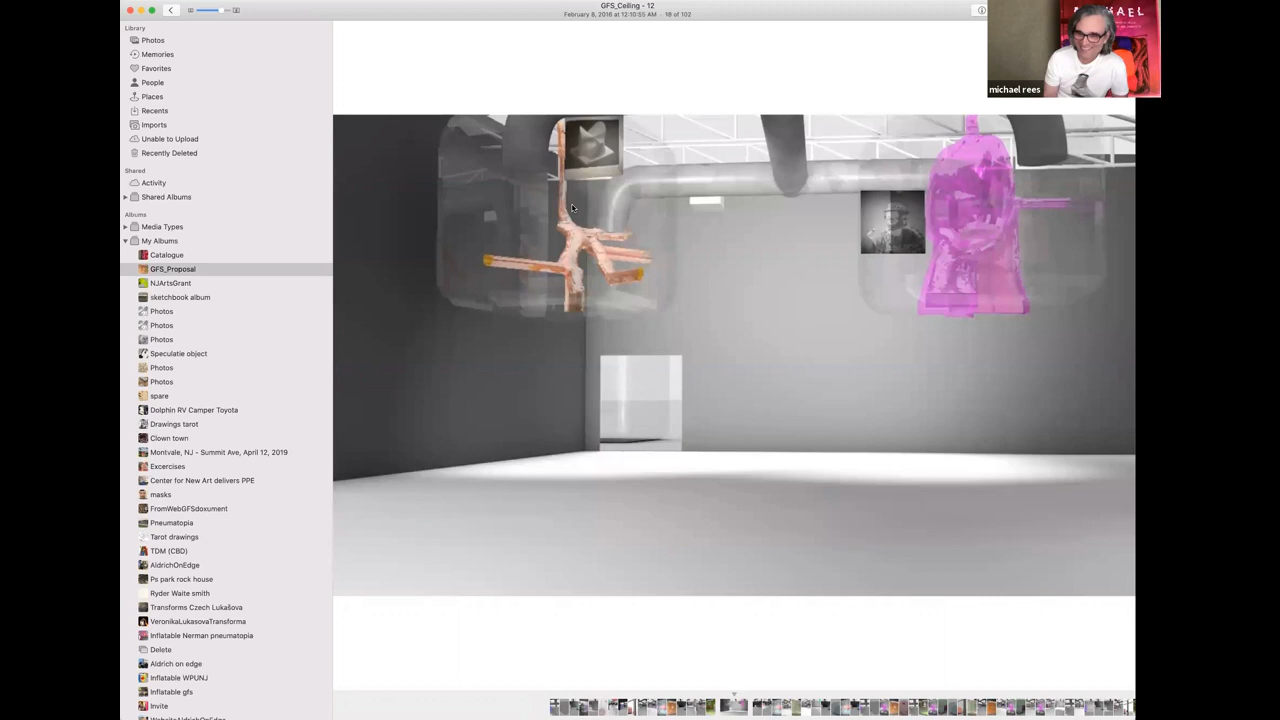 GFS_Ceiling - 12
February 8, 2016 at 12:10:55 AM - 18 of 102
Library
Photos
Memories
Favorites
People
Places
Recents
Imports
Unable to Upload
Recently Deleted
Shared
Activity
Shared Albums
Albums
Media Types
My Albums
Catalogue
GFS_Proposal
NJArtsGrant
sketchbook album
Photos
Photos
Photos
Speculatie object
Photos
Photos
spare
Dolphin RV Camper Toyota
Drawings tarot
Clown town
Montvale, NJ - Summit Ave, April 12, 2019
Excercises
Center for New Art delivers PPE
masks
FromWebGFSdoxument
Pneumatopia
Tarot drawings
TDM (CBD)
AldrichOnEdge
Ps park rock house
Ryder Waite smith
Transforms Czech Lukašova
VeronikaLukasovaTransforma
Inflatable Nerman pneumatopia
Delete
Aldrich on edge
Inflatable WPUNJ
Inflatable gfs
Invite
WebsiteAldrichOnEdge
michael rees